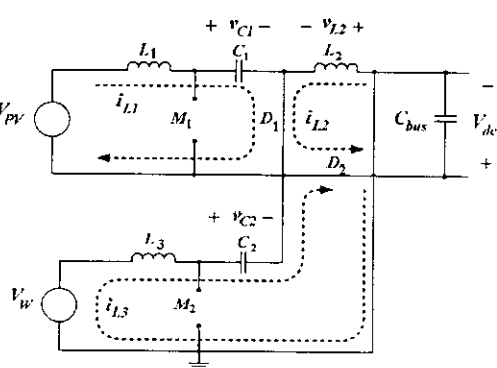 + v_C1 − − v_L2 +
L_1 C_1 L_2
V_PV i_L1 M_1 D_1 i_L2 C_bus − V_dc +
D_2
+ v_C2 −
L_3 C_2
V_W i_L3 M_2